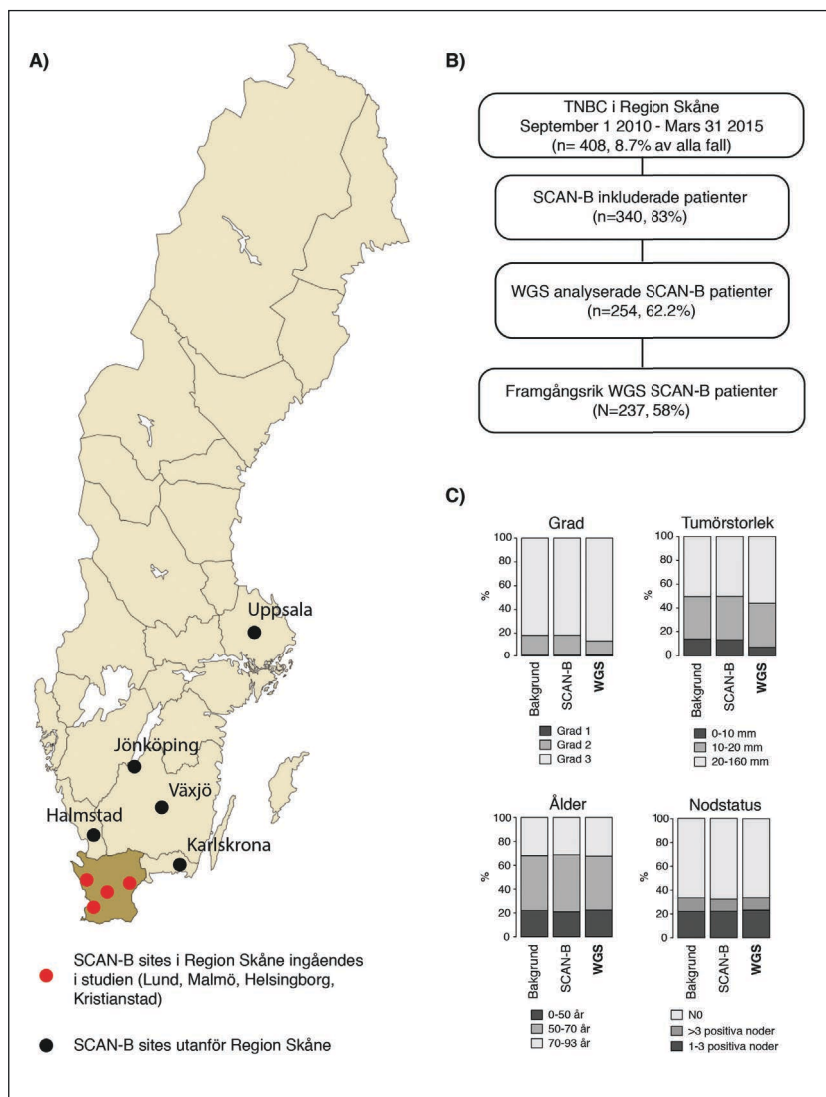 A)
Uppsala
Jönköping
Växjö
Halmstad
Karlskrona
SCAN-B sites i Region Skåne ingåendes
i studien (Lund, Malmö, Helsingborg,
Kristianstad)
SCAN-B sites utanför Region Skåne
B)
TNBC i Region Skåne
September 1 2010 - Mars 31 2015
(n= 408, 8.7% av alla fall)
SCAN-B inkluderade patienter
(n=340, 83%)
WGS analyserade SCAN-B patienter
(n=254, 62.2%)
Framgångsrik WGS SCAN-B patienter
(N=237, 58%)
C)
Grad
100
80
60
40
20
0
%
Bakgrund
SCAN-B
WGS
Grad 1
Grad 2
Grad 3
Tumörstorlek
100
80
60
40
20
0
%
Bakgrund
SCAN-B
WGS
0-10 mm
10-20 mm
20-160 mm
Ålder
100
80
60
40
20
0
%
Bakgrund
SCAN-B
WGS
0-50 år
50-70 år
70-93 år
Nodstatus
100
80
60
40
20
0
%
Bakgrund
SCAN-B
WGS
N0
>3 positiva noder
1-3 positiva noder